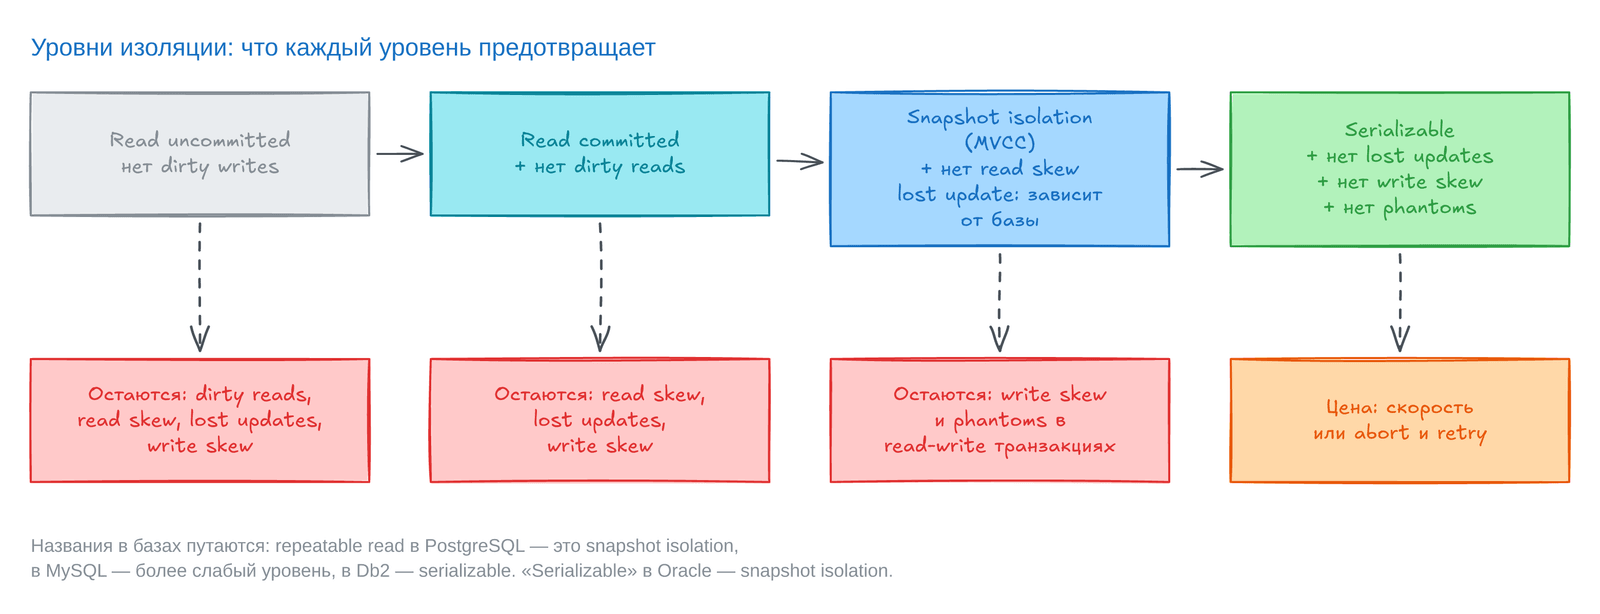 Уровни изоляции: что каждый уровень предотвращает
Read uncommitted
нет dirty writes
Read committed
+ нет dirty reads
Snapshot isolation
(MVCC)
+ нет read skew
lost update: зависит
от базы
Serializable
+ нет lost updates
+ нет write skew
+ нет phantoms
Остаются: dirty reads,
read skew, lost updates,
write skew
Остаются: read skew,
lost updates,
write skew
Остаются: write skew
и phantoms в
read-write транзакциях
Цена: скорость
или abort и retry
Названия в базах путаются: repeatable read в PostgreSQL — это snapshot isolation,
в MySQL — более слабый уровень, в Db2 — serializable. «Serializable» в Oracle — snapshot isolation.